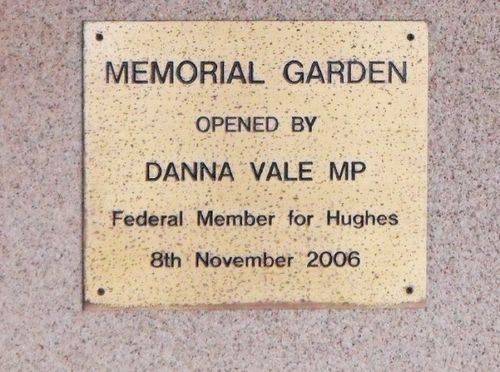 MEMORIAL GARDEN
OPENED BY
DANNA VALE MP
Federal Member for Hughes
8th November 2006